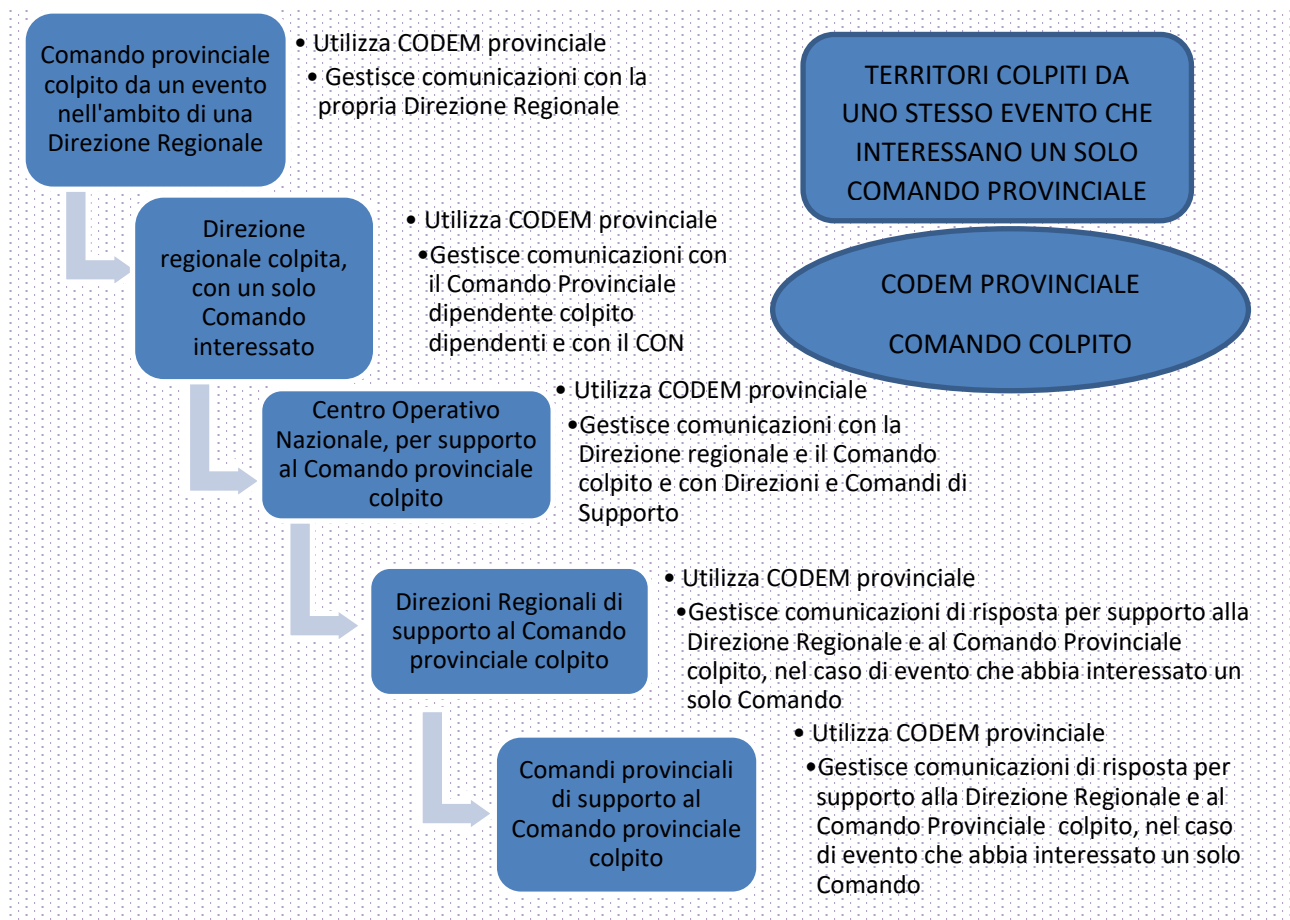 Comando provinciale
colpito da un evento
nell'ambito di una
Direzione Regionale
• Utilizza CODEM provinciale
• Gestisce comunicazioni con la
propria Direzione Regionale
TERRITORI COLPITI DA
UNO STESSO EVENTO CHE
INTERESSANO UN SOLO
COMANDO PROVINCIALE
Direzione
regionale colpita,
con un solo
Comando
interessato
• Utilizza CODEM provinciale
•Gestisce comunicazioni con
il Comando Provinciale
dipendente colpito
dipendenti e con il CON
CODEM PROVINCIALE
COMANDO COLPITO
Centro Operativo
Nazionale, per supporto
al Comando provinciale
colpito
• Utilizza CODEM provinciale
•Gestisce comunicazioni con la
Direzione regionale e il Comando
colpito e con Direzioni e Comandi di
Supporto
Direzioni Regionali di
supporto al Comando
provinciale colpito
• Utilizza CODEM provinciale
•Gestisce comunicazioni di risposta per supporto alla
Direzione Regionale e al Comando Provinciale
colpito, nel caso di evento che abbia interessato un
solo Comando
Comandi provinciali
di supporto al
Comando provinciale
colpito
• Utilizza CODEM provinciale
•Gestisce comunicazioni di risposta per
supporto alla Direzione Regionale e al
Comando Provinciale colpito, nel caso
di evento che abbia interessato un solo
Comando